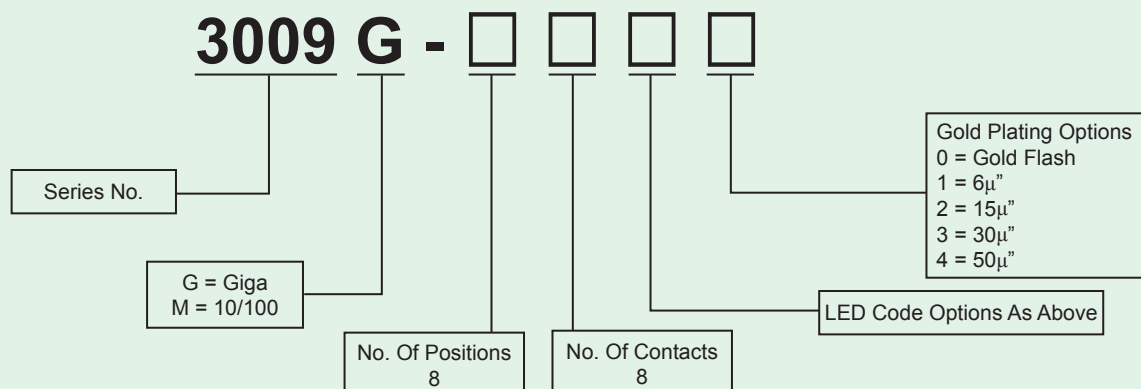 3009 G - □ □ □ □
Gold Plating Options
0 = Gold Flash
1 = 6μ”
2 = 15μ”
3 = 30μ”
4 = 50μ”
Series No.
G = Giga
M = 10/100
LED Code Options As Above
No. Of Positions
8
No. Of Contacts
8